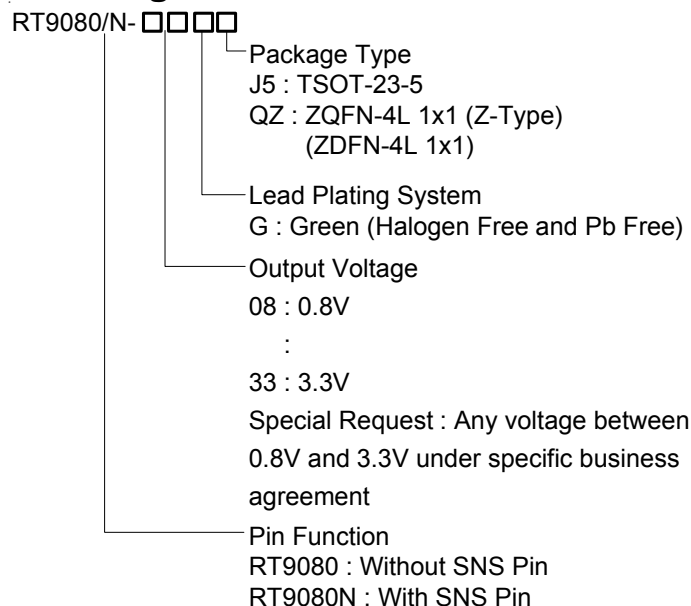 RT9080/N-
Package Type
J5 : TSOT-23-5
QZ : ZQFN-4L 1x1 (Z-Type)
(ZDFN-4L 1x1)
Lead Plating System
G : Green (Halogen Free and Pb Free)
Output Voltage
08 : 0.8V
:
33 : 3.3V
Special Request : Any voltage between
0.8V and 3.3V under specific business
agreement
Pin Function
RT9080 : Without SNS Pin
RT9080N : With SNS Pin